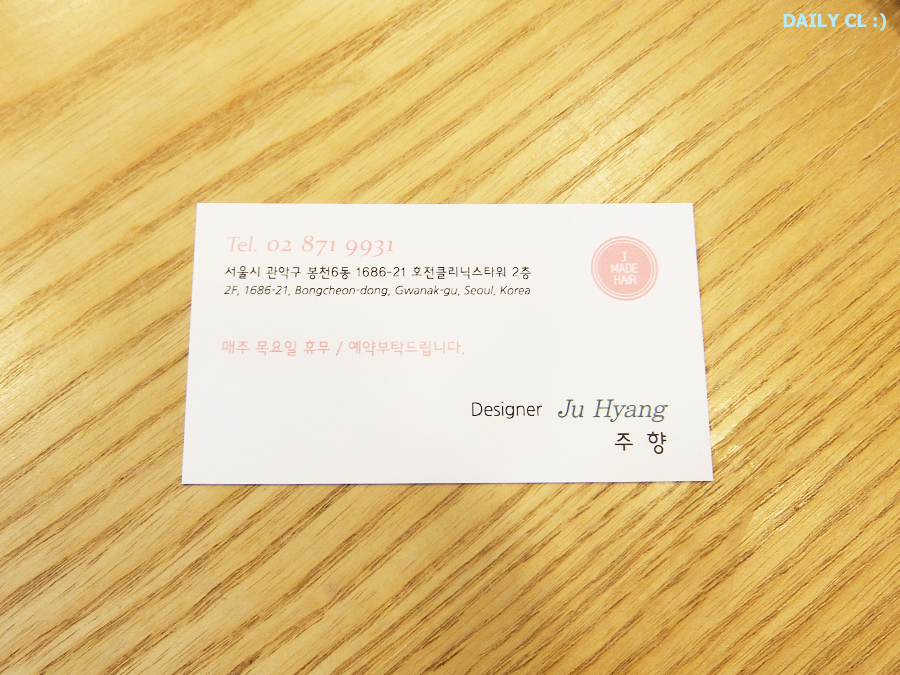 DAILY CL :)
Tel. 02 871 9931
서울시 관악구 봉천6동 1686-21 호전클리닉스타워 2층
2F, 1686-21, Bongcheon-dong, Gwanak-gu, Seoul, Korea
J
MADE
HAIR
매주 목요일 휴무 / 예약부탁드립니다.
Designer Ju Hyang
주 향